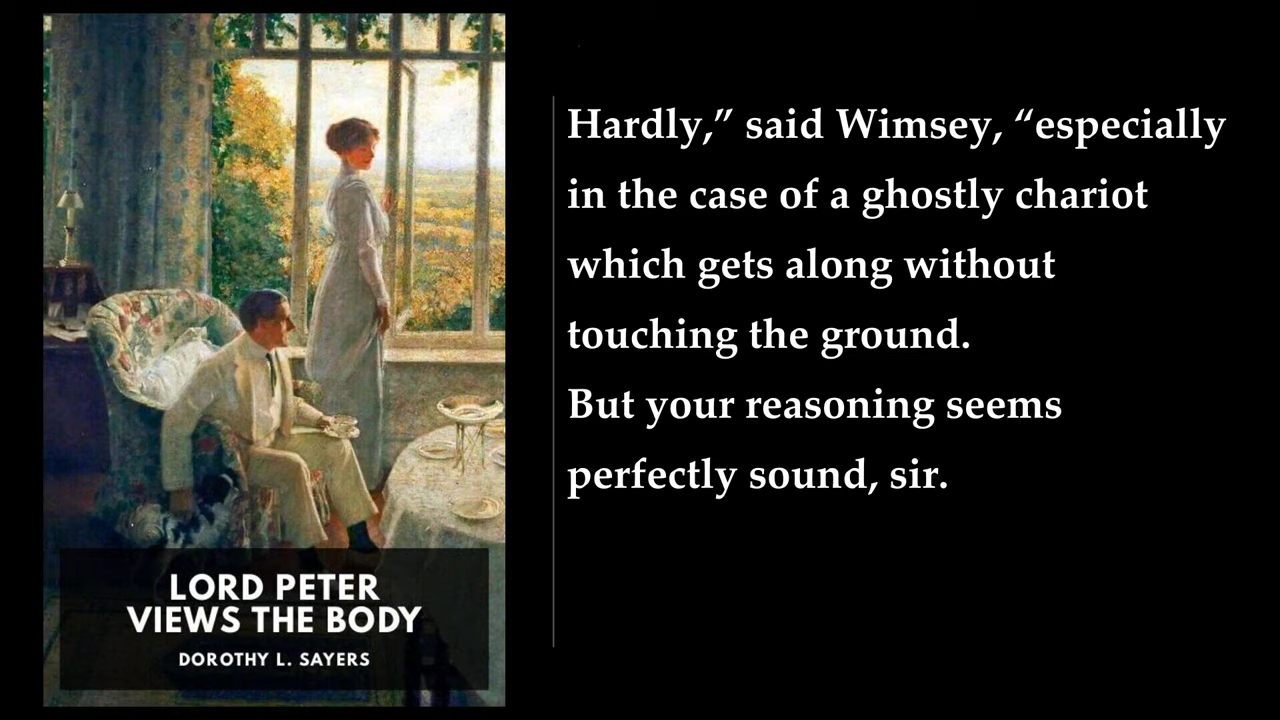 Hardly,” said Wimsey, “especially
in the case of a ghostly chariot
which gets along without
touching the ground.
But your reasoning seems
perfectly sound, sir.
LORD PETER
VIEWS THE BODY
DOROTHY L. SAYERS